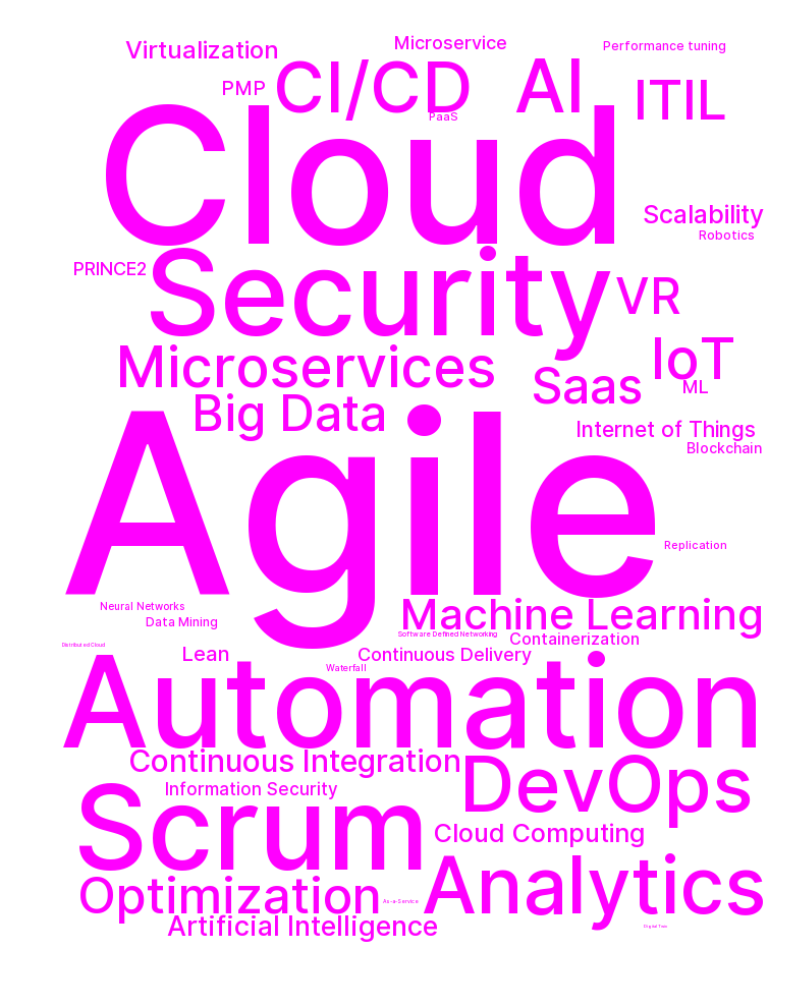 Virtualization
Microservice
Performance tuning
PMP
CI/CD
AI
ITIL
PaaS
Cloud
Scalability
Robotics
PRINCE2
Security
VR
Microservices
IoT
Saas
ML
Big Data
Internet of Things
Blockchain
Agile
Replication
Neural Networks
Machine Learning
Data Mining
Software Defined Networking
Containerization
Distributed Cloud
Lean
Continuous Delivery
Waterfall
Automation
Continuous Integration
DevOps
Information Security
Scrum
Cloud Computing
Analytics
Optimization
As-a-Service
Artificial Intelligence